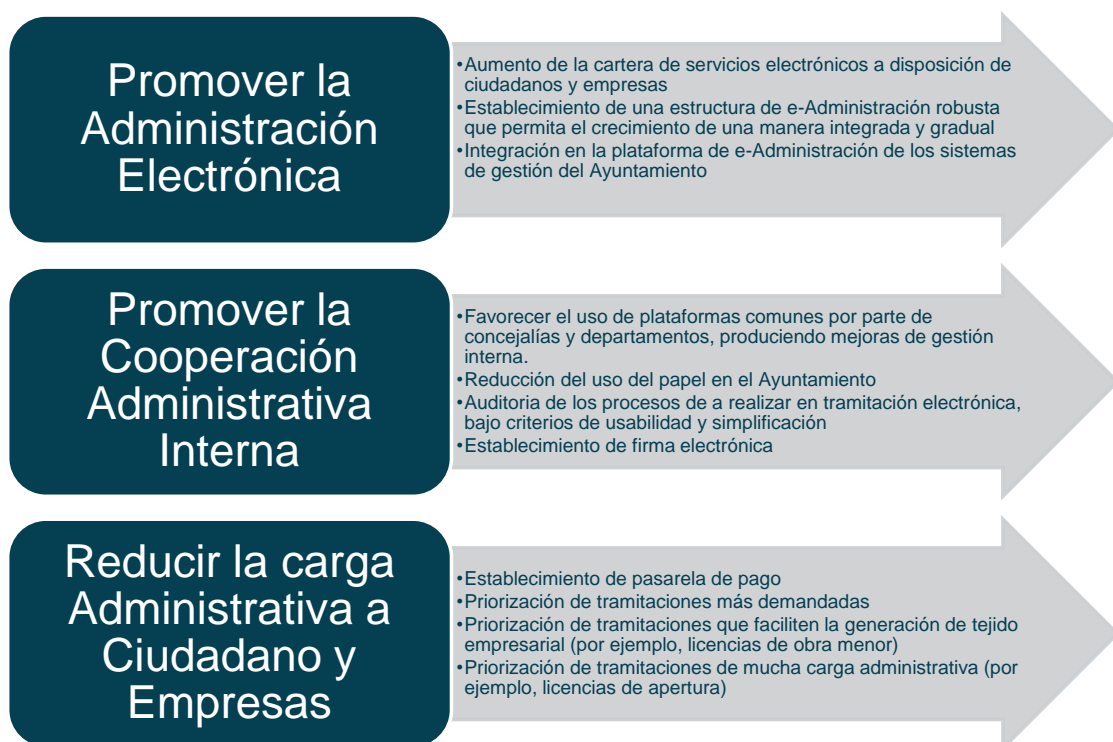 Promover la
Administración
Electrónica
•Aumento de la cartera de servicios electrónicos a disposición de
ciudadanos y empresas
•Establecimiento de una estructura de e-Administración robusta
que permita el crecimiento de una manera integrada y gradual
•Integración en la plataforma de e-Administración de los sistemas
de gestión del Ayuntamiento
Promover la
Cooperación
Administrativa
Interna
•Favorecer el uso de plataformas comunes por parte de
concejalías y departamentos, produciendo mejoras de gestión
interna.
•Reducción del uso del papel en el Ayuntamiento
•Auditoria de los procesos de a realizar en tramitación electrónica,
bajo criterios de usabilidad y simplificación
•Establecimiento de firma electrónica
Reducir la carga
Administrativa a
Ciudadano y
Empresas
•Establecimiento de pasarela de pago
•Priorización de tramitaciones más demandadas
•Priorización de tramitaciones que faciliten la generación de tejido
empresarial (por ejemplo, licencias de obra menor)
•Priorización de tramitaciones de mucha carga administrativa (por
ejemplo, licencias de apertura)